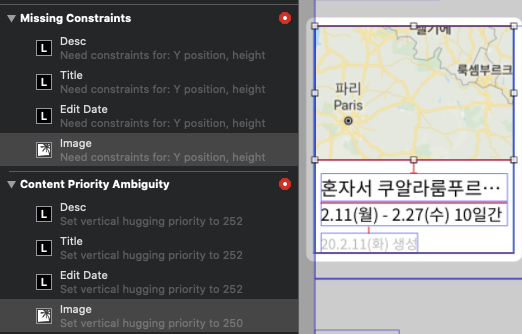 Missing Constraints
Desc
Need constraints for: Y position, height
Title
Need constraints for: Y position, height
Edit Date
Need constraints for: Y position, height
Image
Need constraints for: Y position, height
Content Priority Ambiguity
Desc
Set vertical hugging priority to 252
Title
Set vertical hugging priority to 252
Edit Date
Set vertical hugging priority to 252
Image
Set vertical hugging priority to 250
벨기에
룩셈부르크
파리
Paris
혼자서 쿠알라룸푸르…
2.11(월) - 2.27(수) 10일간
20.2.11(화) 생성